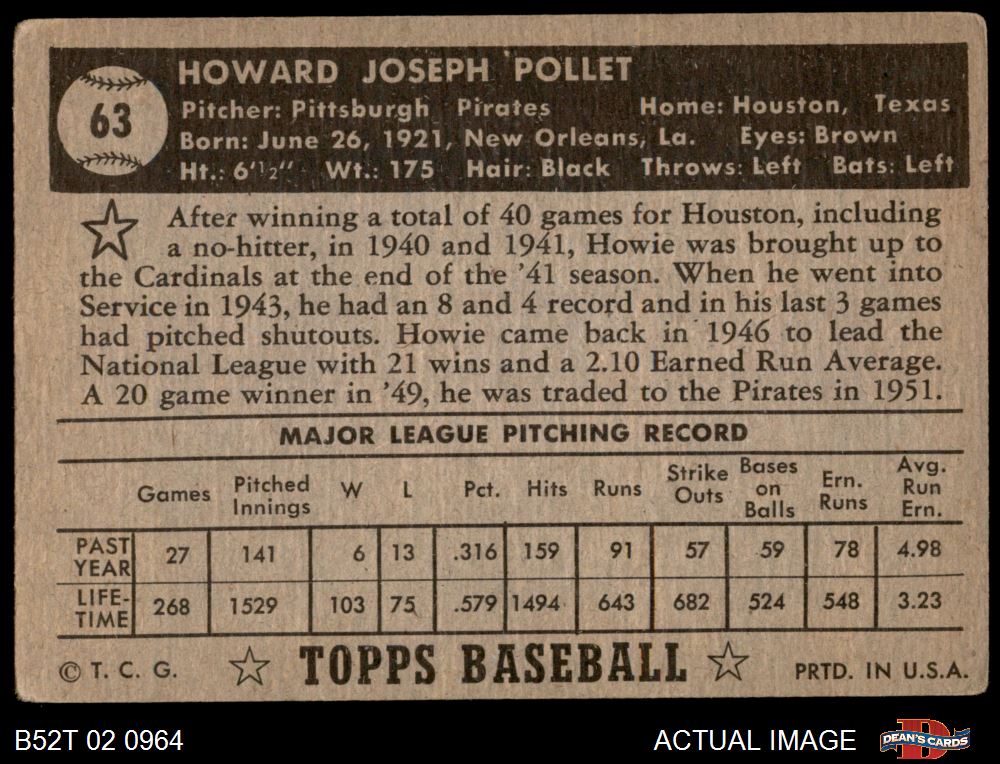 63
HOWARD JOSEPH POLLET
Pitcher: Pittsburgh Pirates Home: Houston, Texas
Born: June 26, 1921, New Orleans, La. Eyes: Brown
Ht.: 6'½" Wt.: 175 Hair: Black Throws: Left Bats: Left
After winning a total of 40 games for Houston, including
a no-hitter, in 1940 and 1941, Howie was brought up to
the Cardinals at the end of the '41 season. When he went into
Service in 1943, he had an 8 and 4 record and in his last 3 games
had pitched shutouts. Howie came back in 1946 to lead the
National League with 21 wins and a 2.10 Earned Run Average.
A 20 game winner in '49, he was traded to the Pirates in 1951.
MAJOR LEAGUE PITCHING RECORD
Games Pitched Innings W L Pct. Hits Runs Strike Outs Bases on Balls Ern. Runs Avg. Run Ern.
PAST YEAR 27 141 6 13 .316 159 91 57 59 78 4.98
LIFE-TIME 268 1529 103 75 .579 1494 643 682 524 548 3.23
© T. C. G. TOPPS BASEBALL PRTD. IN U.S.A.
B52T 02 0964 ACTUAL IMAGE D DEAN'S CARDS